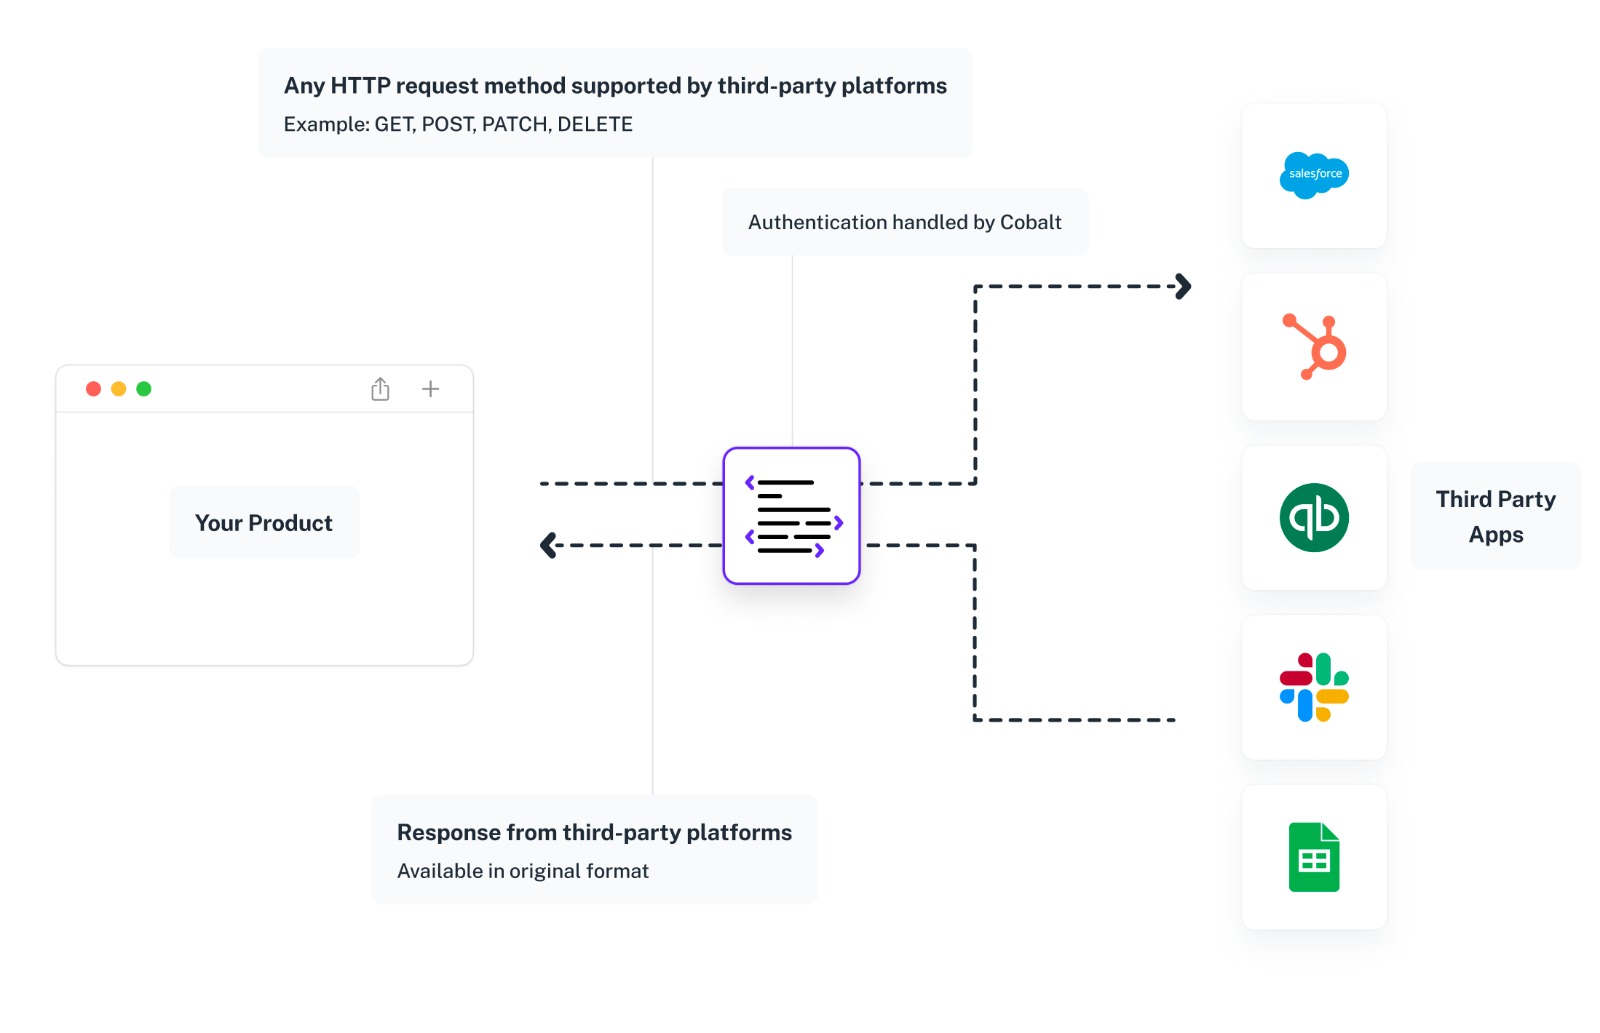 Any HTTP request method supported by third-party platforms
Example: GET, POST, PATCH, DELETE
Authentication handled by Cobalt
salesforce
Your Product
Third Party
Apps
Response from third-party platforms
Available in original format